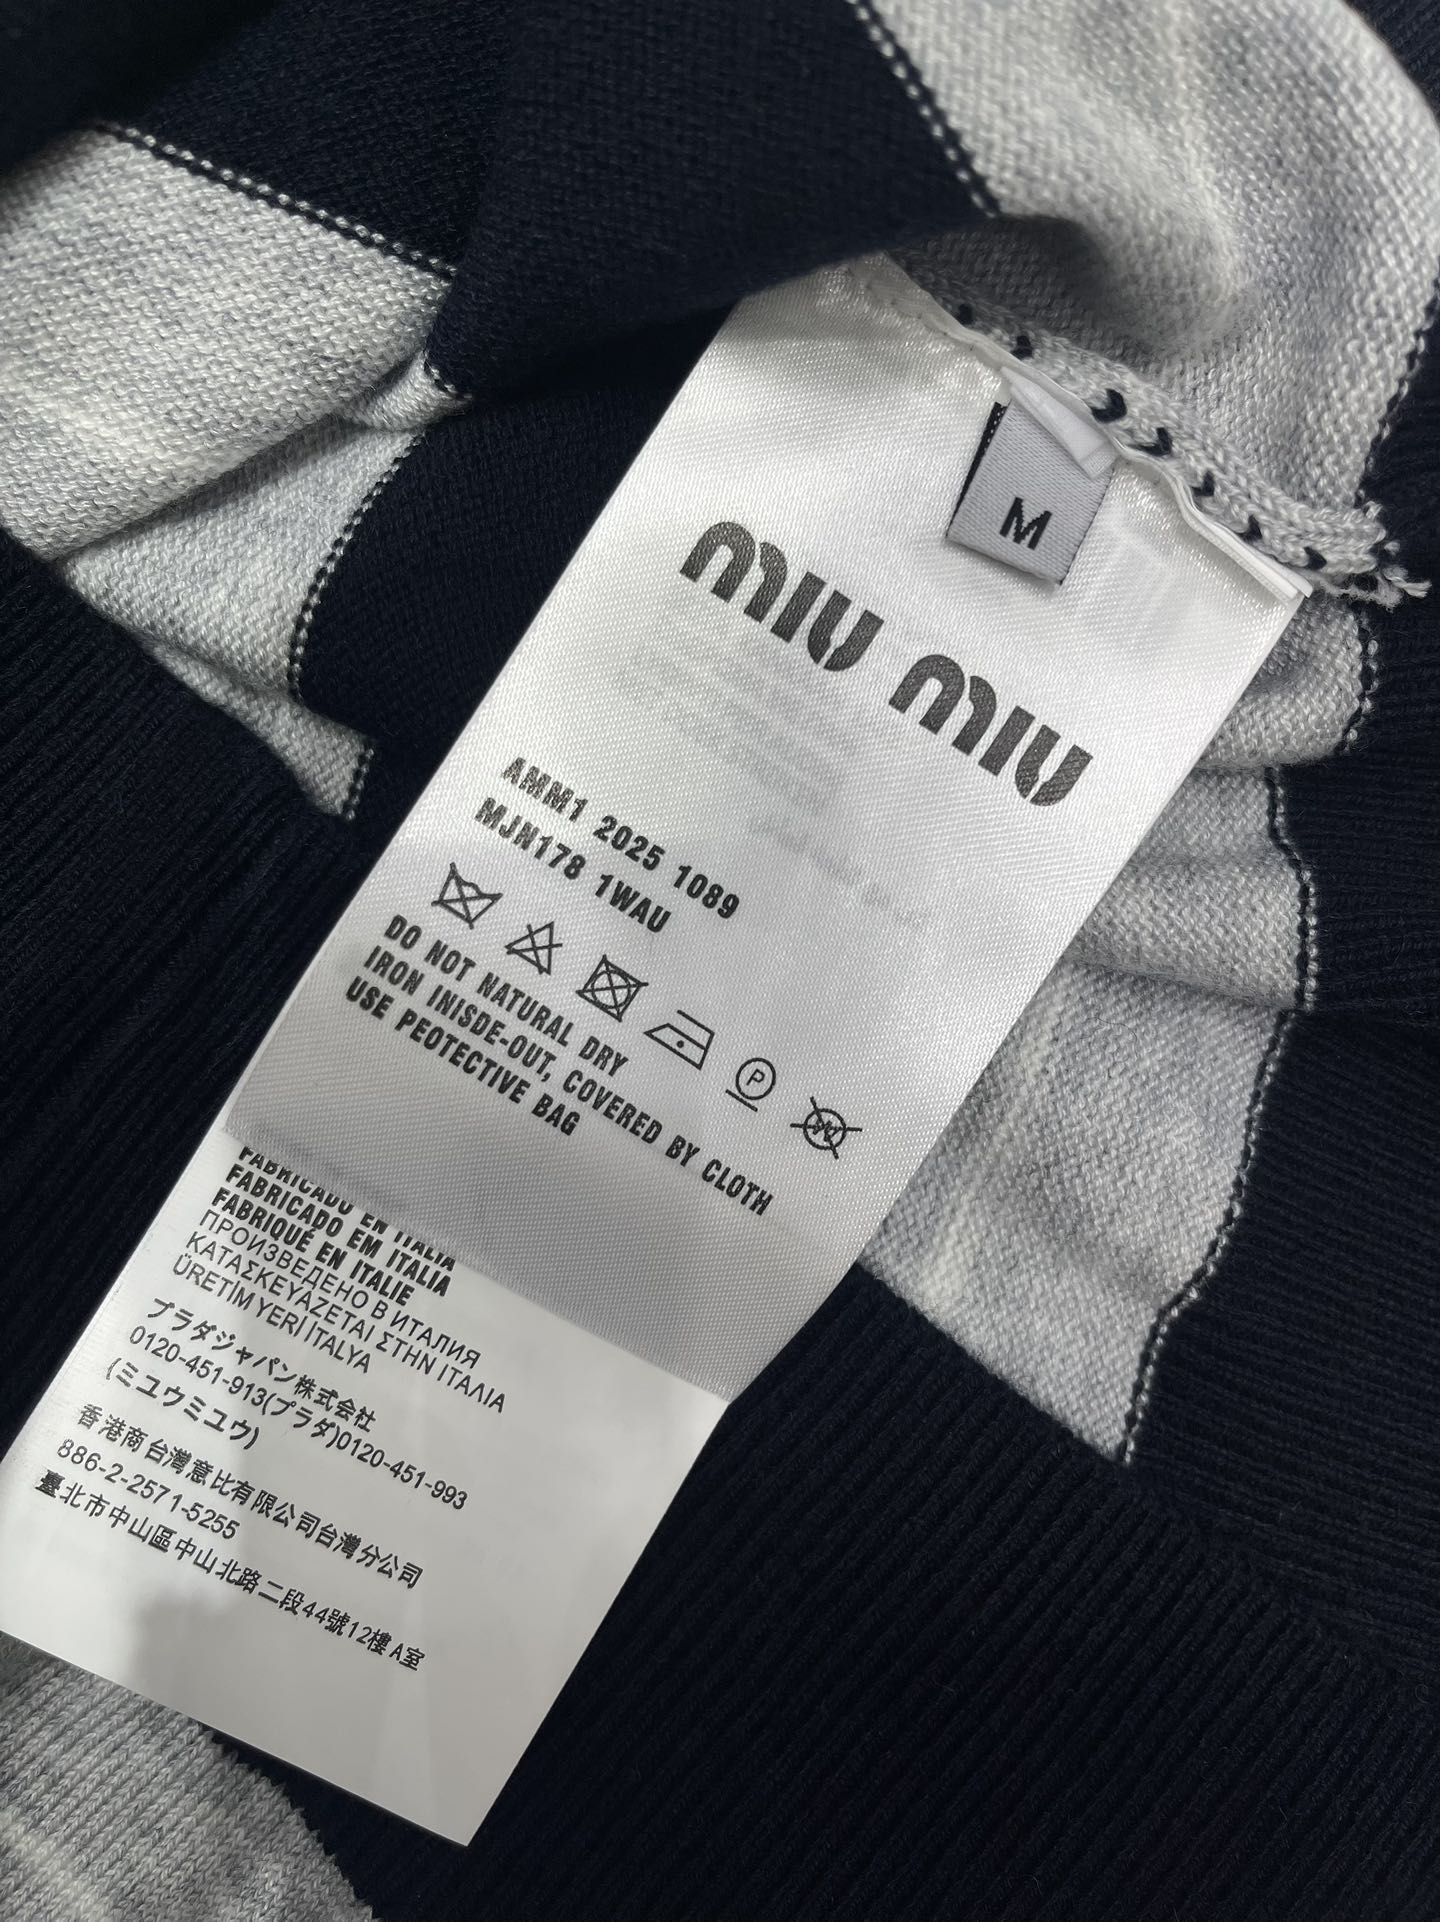 M
miu miu
AMM1 2025 1089
MJN178 1WAU
P
W
DO NOT NATURAL DRY
IRON INISDE-OUT, COVERED BY CLOTH
USE PEOTECTIVE BAG
FABRICADO EN ITALIA
FABRICADO EM ITALIA
FABRIQUÉ EN ITALIE
ПРОИЗВЕДЕНО В ИТАЛИЯ
ΚΑΤΑΣΚΕΥΑΖΕΤΑΙ ΣΤΗΝ ΙΤΑΛΙΑ
ÜRETIM YERİ İTALYA
プラダジャパン株式会社
0120-451-913(プラダ)0120-451-993
(ミユウミユウ)
香港商台灣意比有限公司台灣分公司
886-2-2571-5255
臺北市中山區中山北路二段44號12樓A室